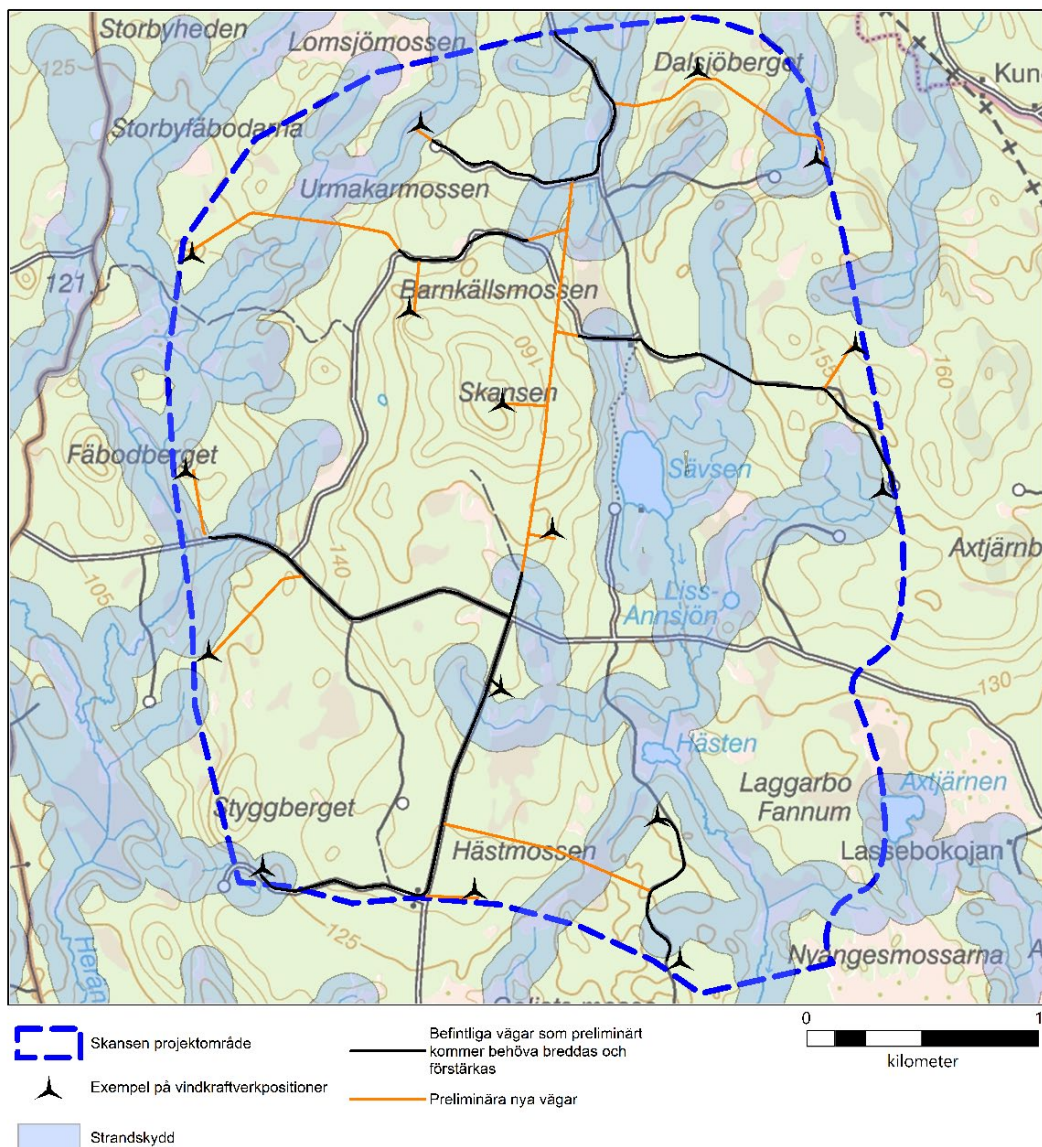 Storbyheden
Lomsjömossen
Dalsjöberget
Kun
125
Storbyfäbodarna
Urmakarmossen
121
Barnkällsmossen
160
Skansen
155
160
Fäbodberget
Sävsen
140
105
Axtjärnb
Liss-
Annsjön
130
Hästen
Laggarbo
Fannum
Axtjärnen
Styggberget
Hästmossen
Lassebokojan
125
Nyängesmossarna
A
Herån
Skansen projektområde
Exempel på vindkraftverkpositioner
Strandskydd
Befintliga vägar som preliminärt
kommer behöva breddas och
förstärkas
Preliminära nya vägar
0
1
kilometer